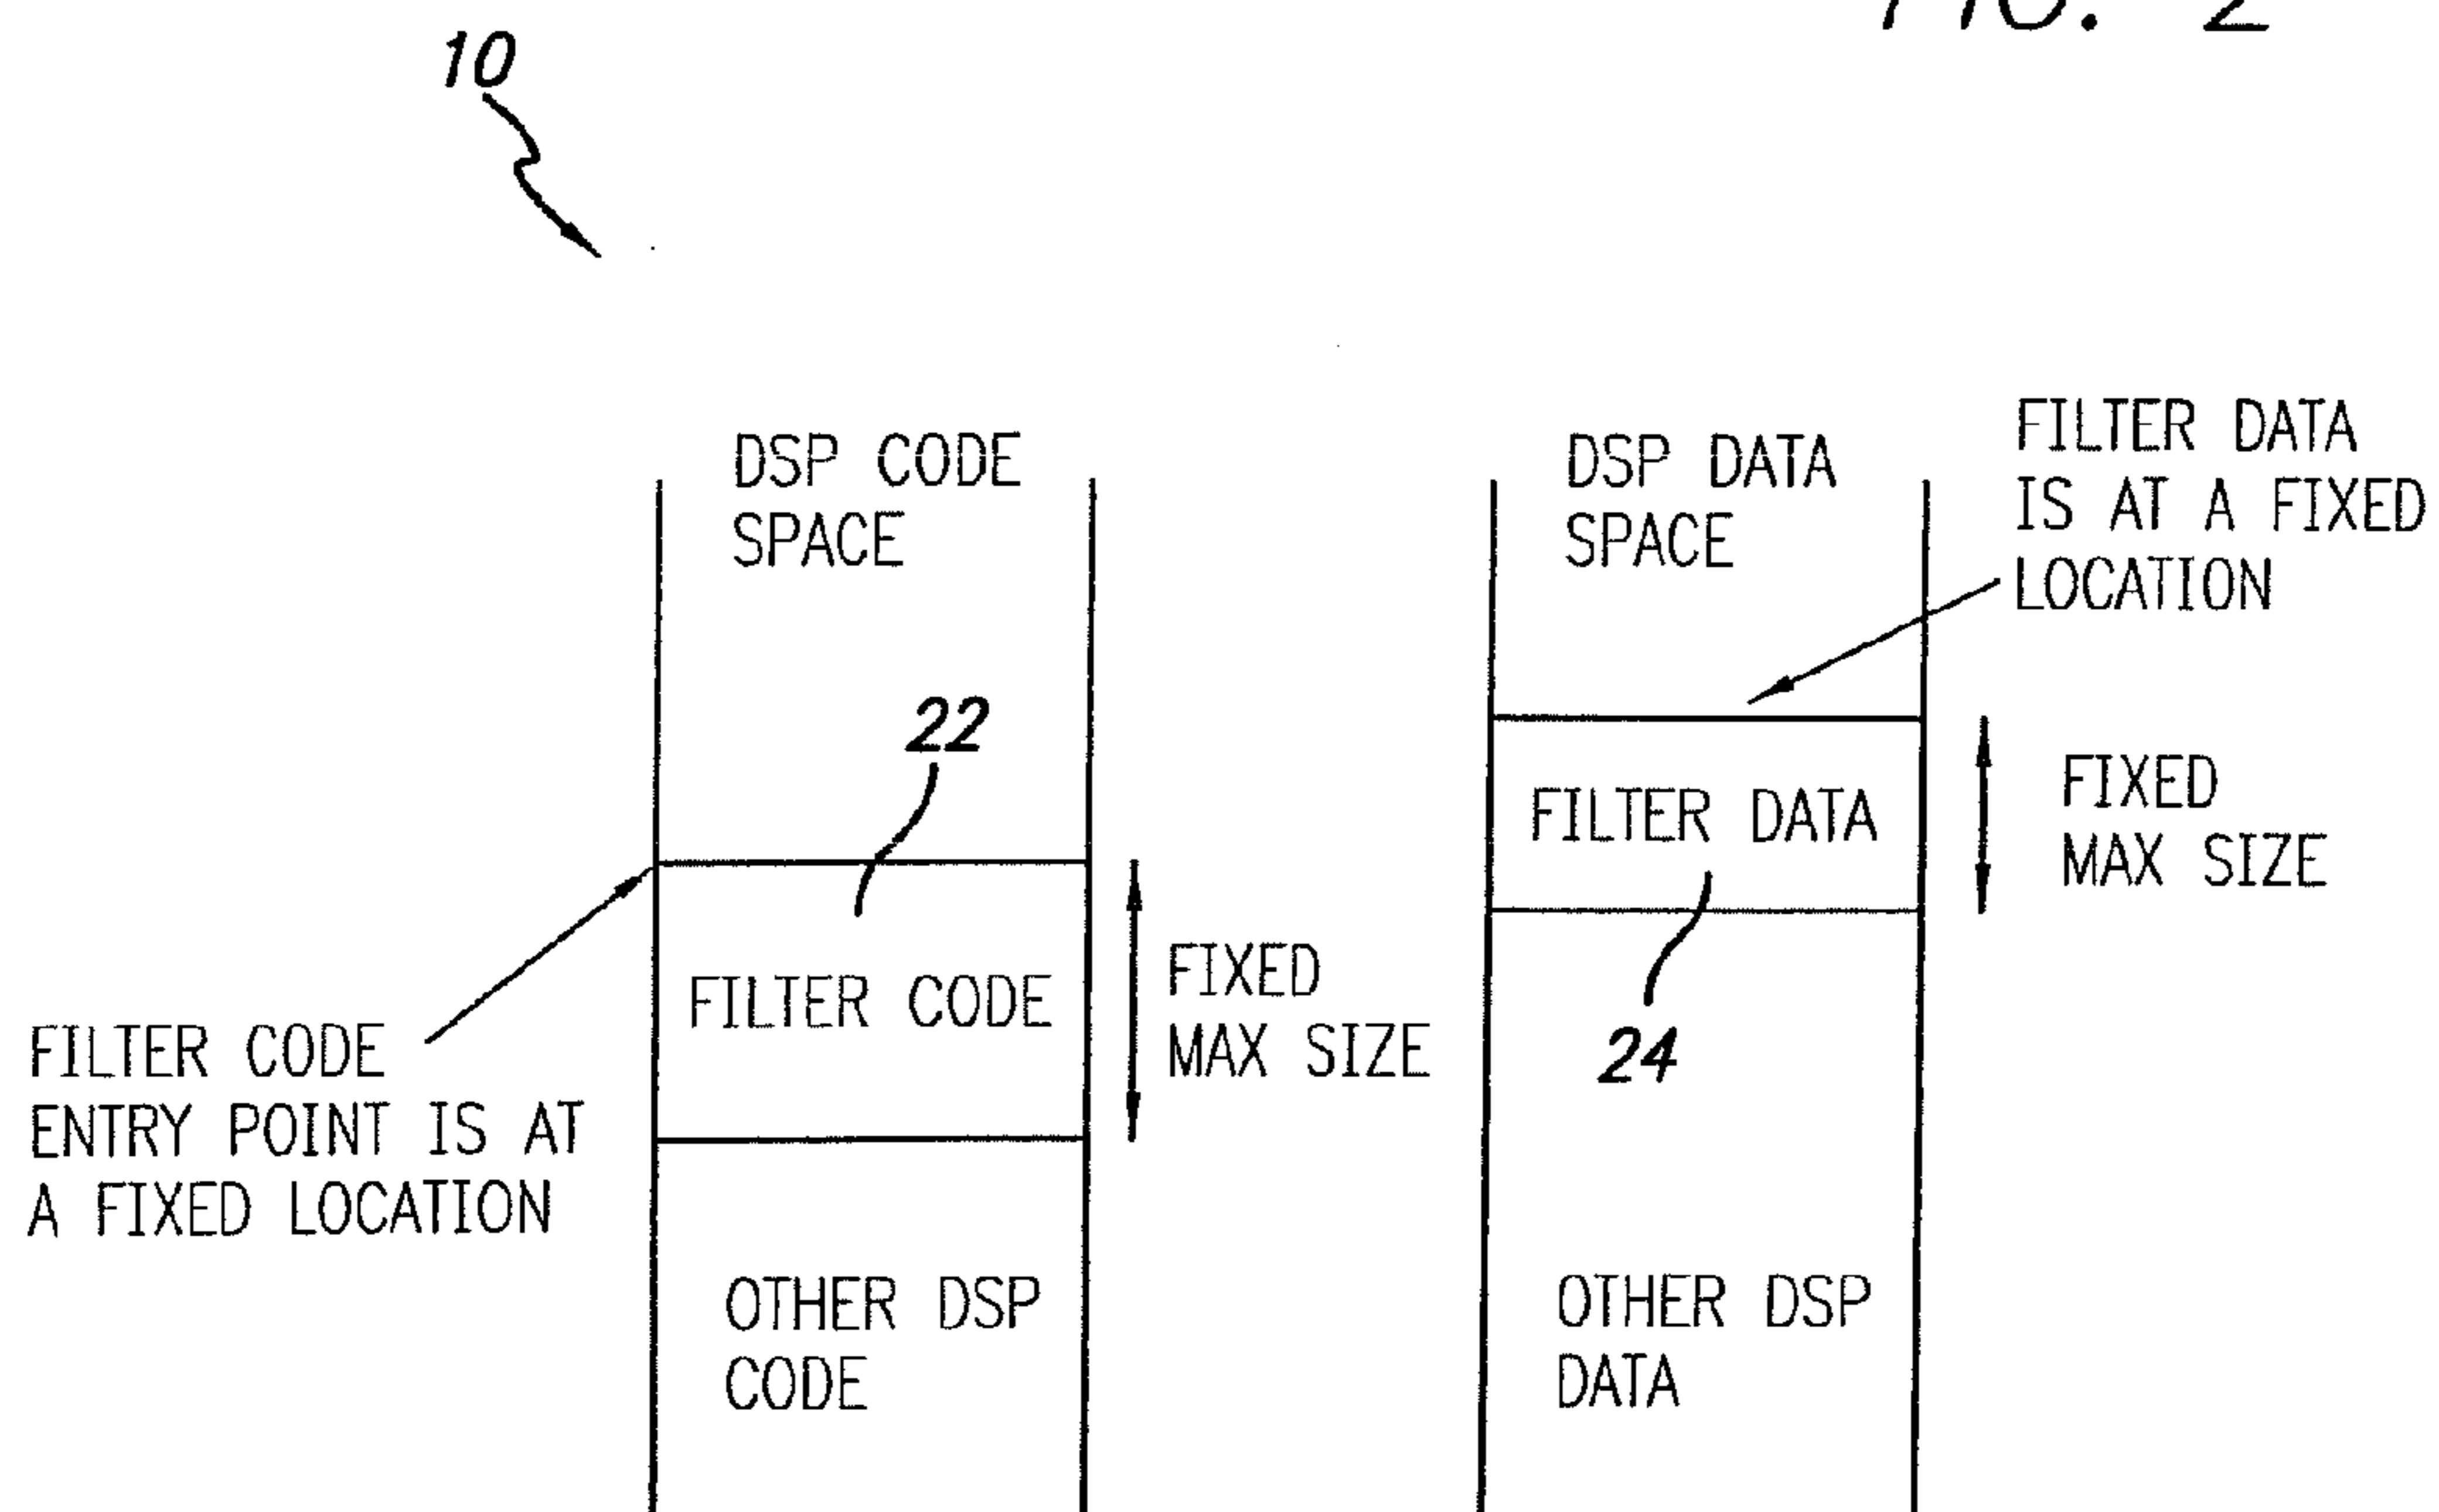 FIG. 2
10
DSP CODE
SPACE
DSP DATA
SPACE
FILTER DATA
IS AT A FIXED
LOCATION
22
FILTER DATA
FIXED
MAX SIZE
24
FILTER CODE
FIXED
MAX SIZE
FILTER CODE
ENTRY POINT IS AT
A FIXED LOCATION
OTHER DSP
CODE
OTHER DSP
DATA